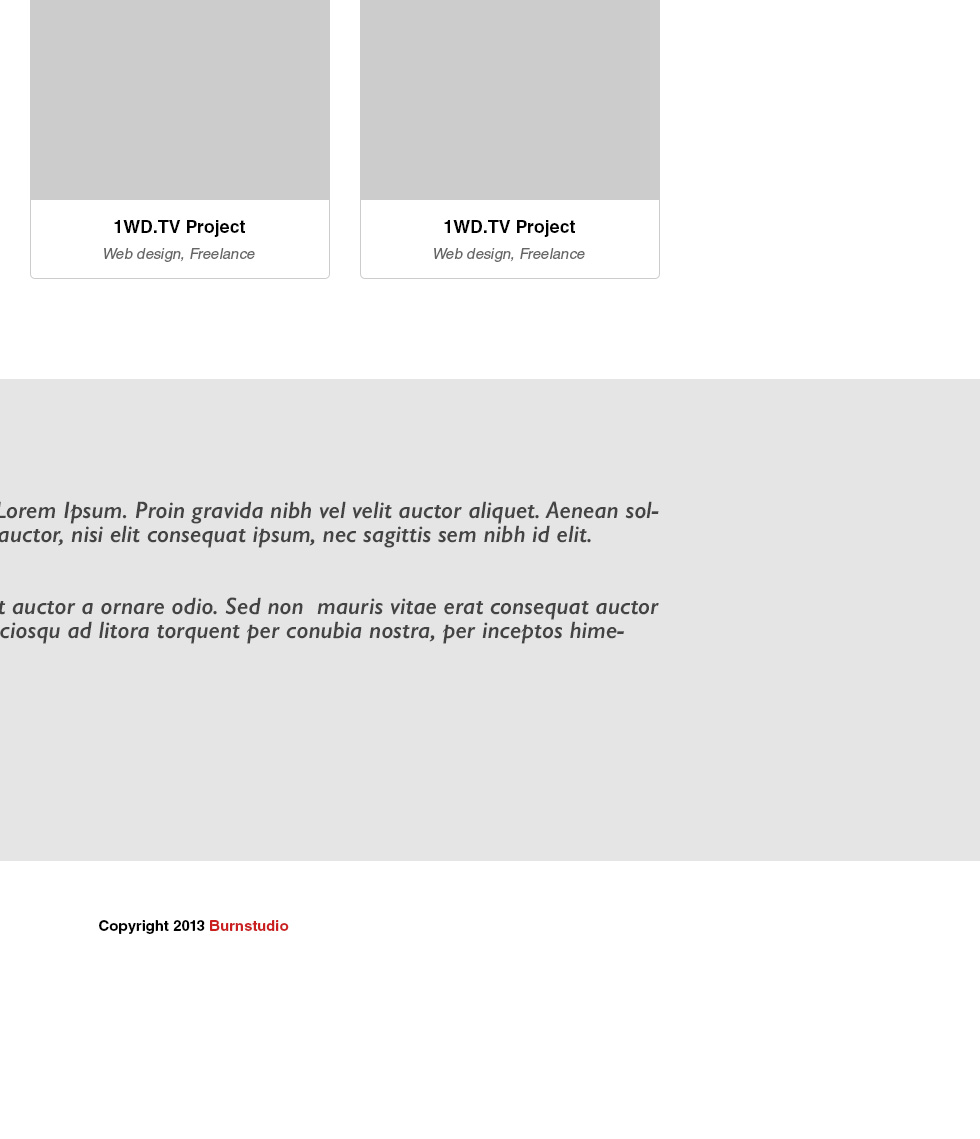 1WD.TV Project
Web design, Freelance
1WD.TV Project
Web design, Freelance
Lorem Ipsum. Proin gravida nibh vel velit auctor aliquet. Aenean sol-
auctor, nisi elit consequat ipsum, nec sagittis sem nibh id elit.
t auctor a ornare odio. Sed non  mauris vitae erat consequat auctor
ciosqu ad litora torquent per conubia nostra, per inceptos hime-
Copyright 2013 Burnstudio